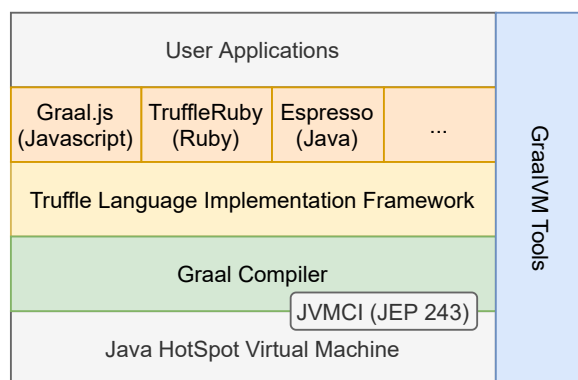 User Applications
Graal.js
(Javascript)
TruffleRuby
(Ruby)
Espresso
(Java)
...
Truffle Language Implementation Framework
Graal Compiler
JVMCI (JEP 243)
Java HotSpot Virtual Machine
GraalVM Tools